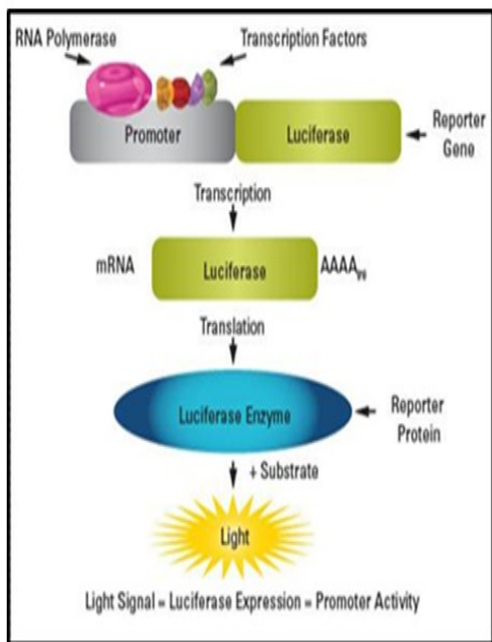 RNA Polymerase
Transcription Factors
Promoter
Luciferase
Reporter
Gene
Transcription
mRNA
Luciferase
Translation
Luciferase Enzyme
Reporter
Protein
+ Substrate
Light
Light Signal = Luciferase Expression = Promoter Activity